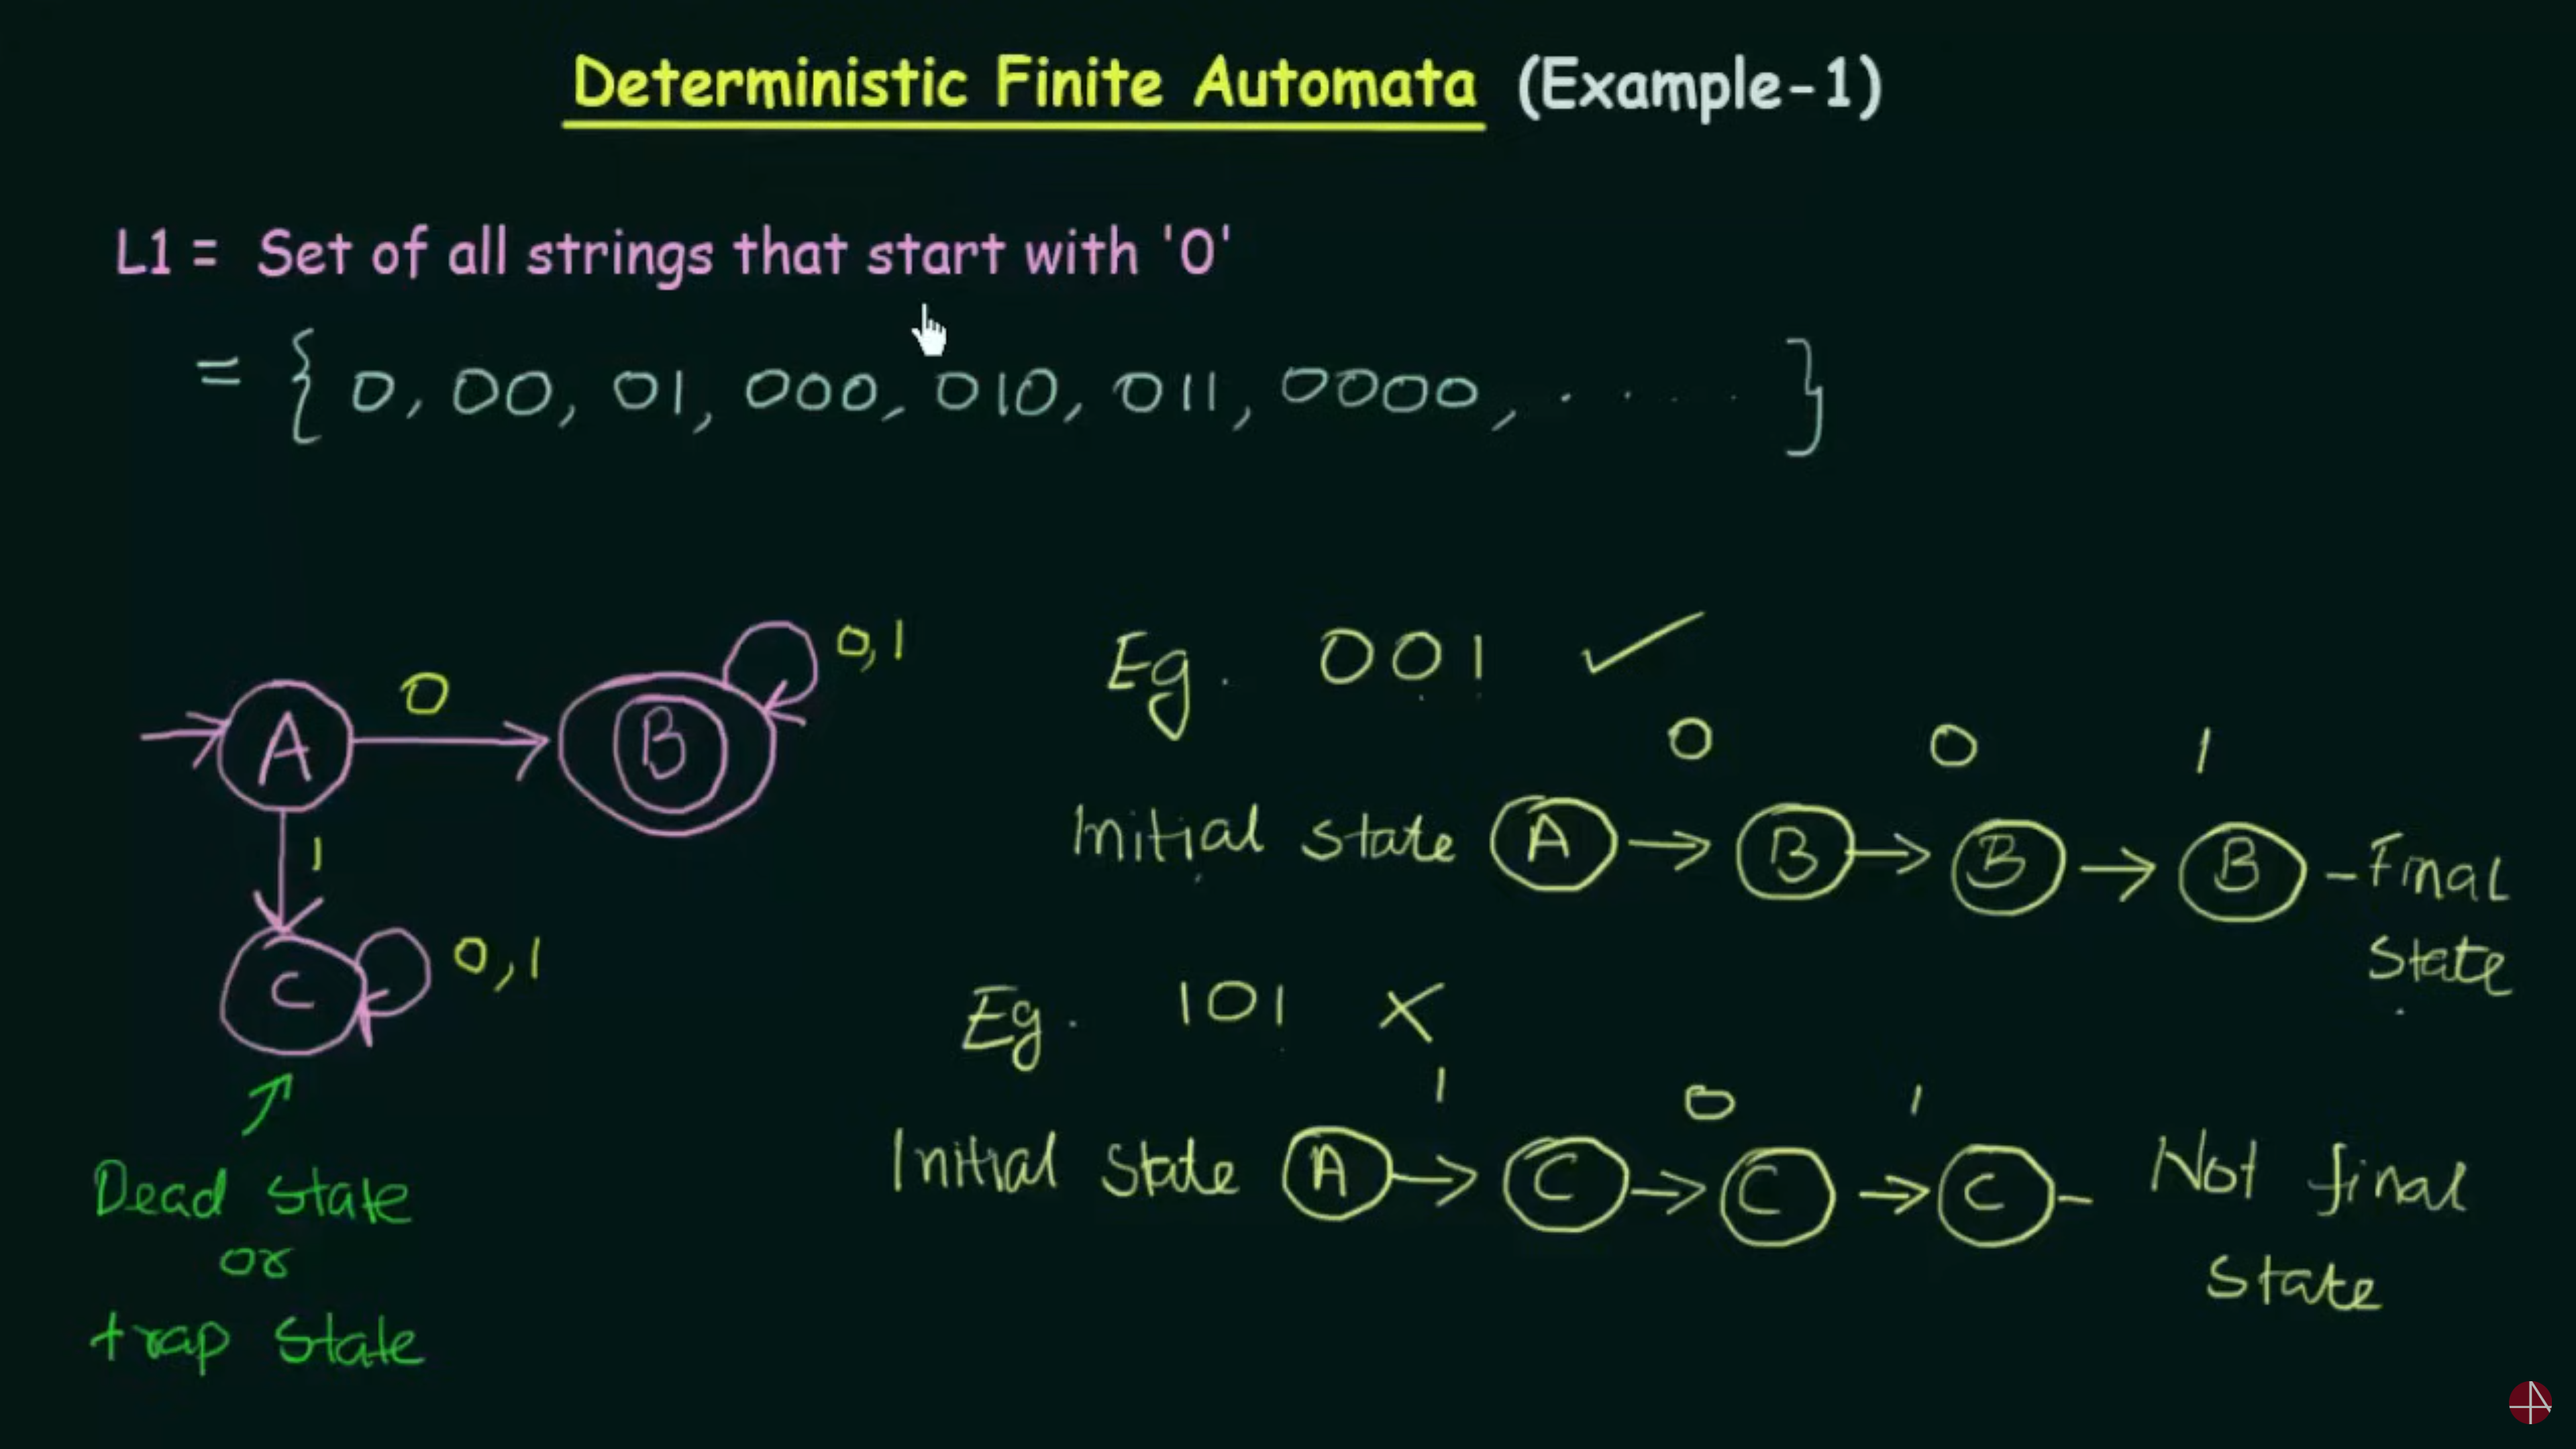 Deterministic Finite Automata (Example-1)
L1 = Set of all strings that start with '0'
= { 0, 00, 01, 000, 010, 011, 0000, ..... }
A
0
B
0,1
1
C
0,1
Dead state
or
trap state
Eg. 001 ✓
0 0 1
Initial state A → B → B → B - Final
state
Eg. 101 ✗
1 0 1
Initial state A → C → C → C - Not final
state